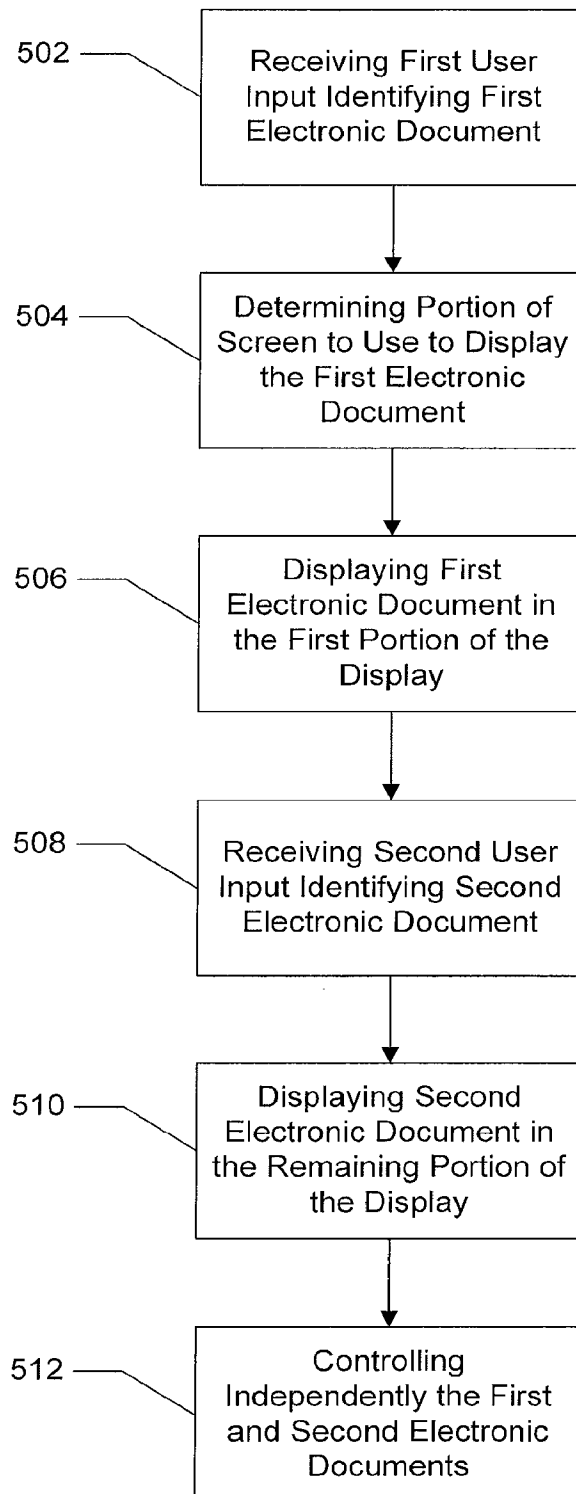 502
Receiving First User
Input Identifying First
Electronic Document
504
Determining Portion of
Screen to Use to Display
the First Electronic
Document
506
Displaying First
Electronic Document in
the First Portion of the
Display
508
Receiving Second User
Input Identifying Second
Electronic Document
510
Displaying Second
Electronic Document in
the Remaining Portion of
the Display
512
Controlling
Independently the First
and Second Electronic
Documents